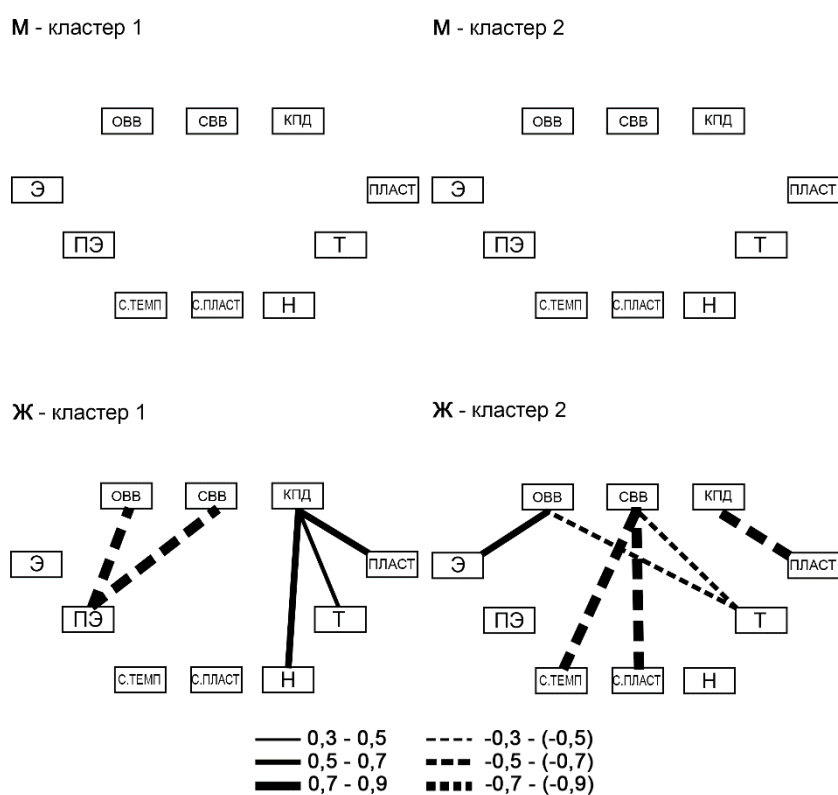 М - кластер 1
М - кластер 2
ОВВ СВВ КПД
ОВВ СВВ КПД
Э ПЛАСТ
Э ПЛАСТ
ПЭ Т
ПЭ Т
С.ТЕМП С.ПЛАСТ Н
С.ТЕМП С.ПЛАСТ Н
Ж - кластер 1
Ж - кластер 2
ОВВ СВВ КПД
ОВВ СВВ КПД
Э ПЛАСТ
Э ПЛАСТ
ПЭ Т
ПЭ Т
С.ТЕМП С.ПЛАСТ Н
С.ТЕМП С.ПЛАСТ Н
0,3 - 0,5
-0,3 - (-0,5)
0,5 - 0,7
-0,5 - (-0,7)
0,7 - 0,9
-0,7 - (-0,9)